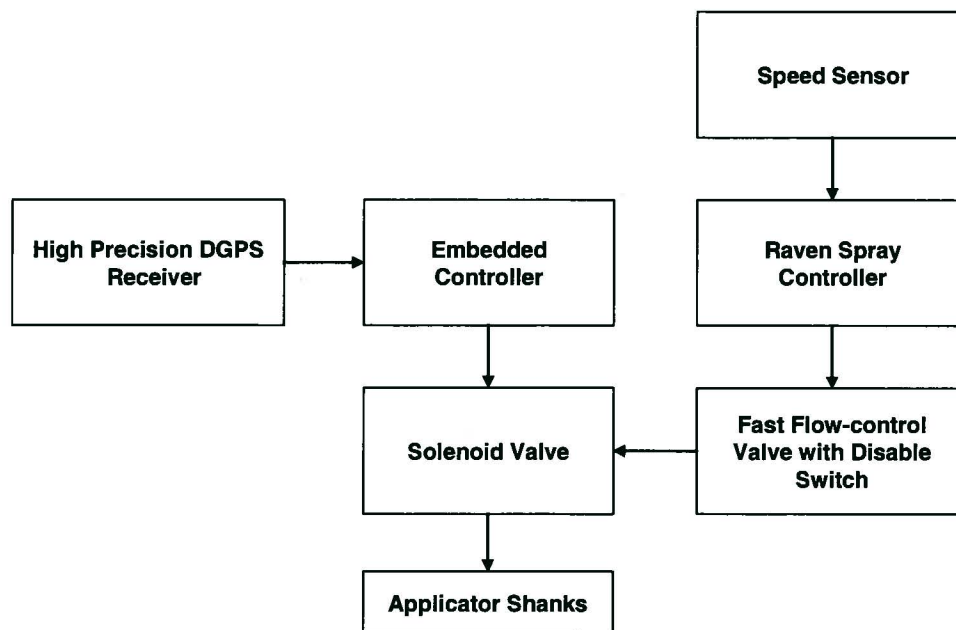 Speed Sensor
High Precision DGPS
Receiver
Embedded
Controller
Raven Spray
Controller
Solenoid Valve
Fast Flow-control
Valve with Disable
Switch
Applicator Shanks